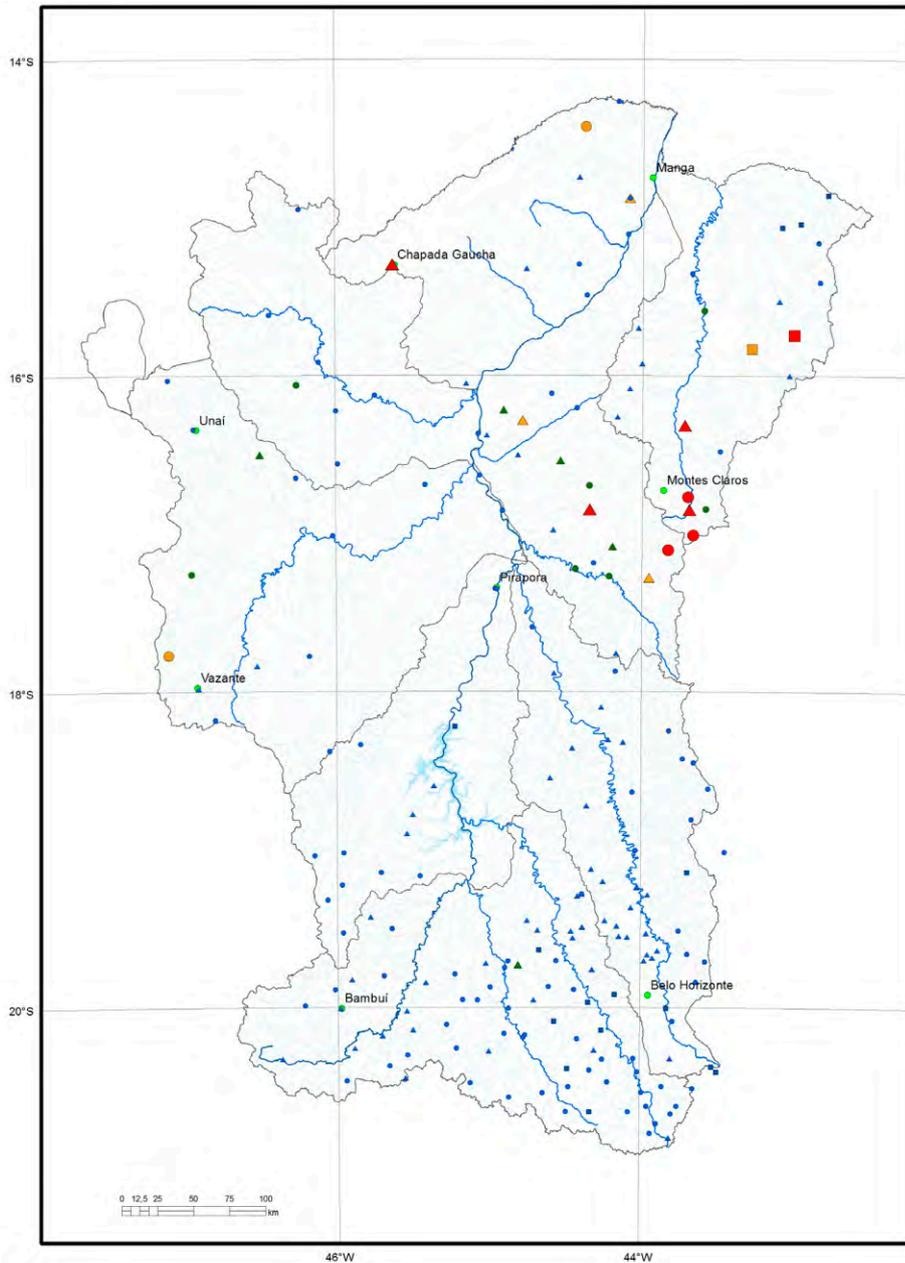 14°S
Manga
Chapada Gaucha
16°S
Unaí
Montes Claros
Pirapora
Vazante
18°S
Belo Horizonte
20°S
Bambuí
0 12,5 25 50 75 100
km
46°W 44°W